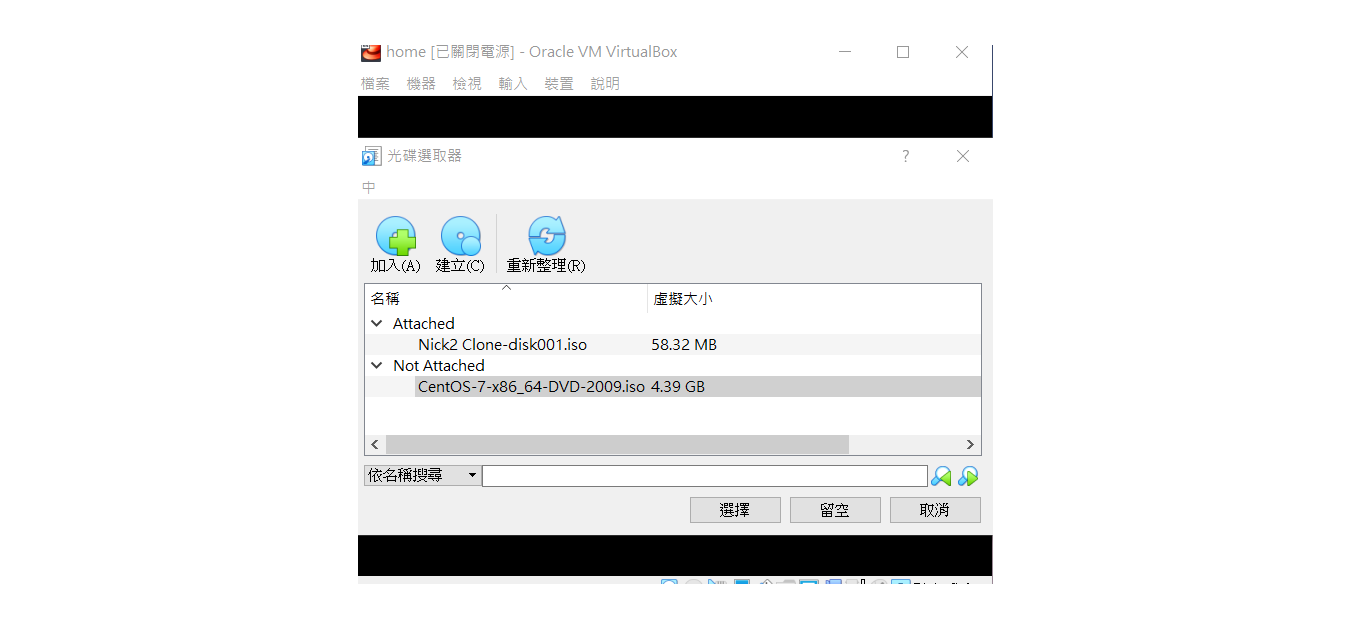 home [已關閉電源] - Oracle VM VirtualBox
檔案 機器 檢視 輸入 裝置 說明
光碟選取器 ?
中
加入(A) 建立(C) 重新整理(R)
名稱 虛擬大小
Attached
Nick2 Clone-disk001.iso 58.32 MB
Not Attached
CentOS-7-x86_64-DVD-2009.iso 4.39 GB
依名稱搜尋
選擇 留空 取消